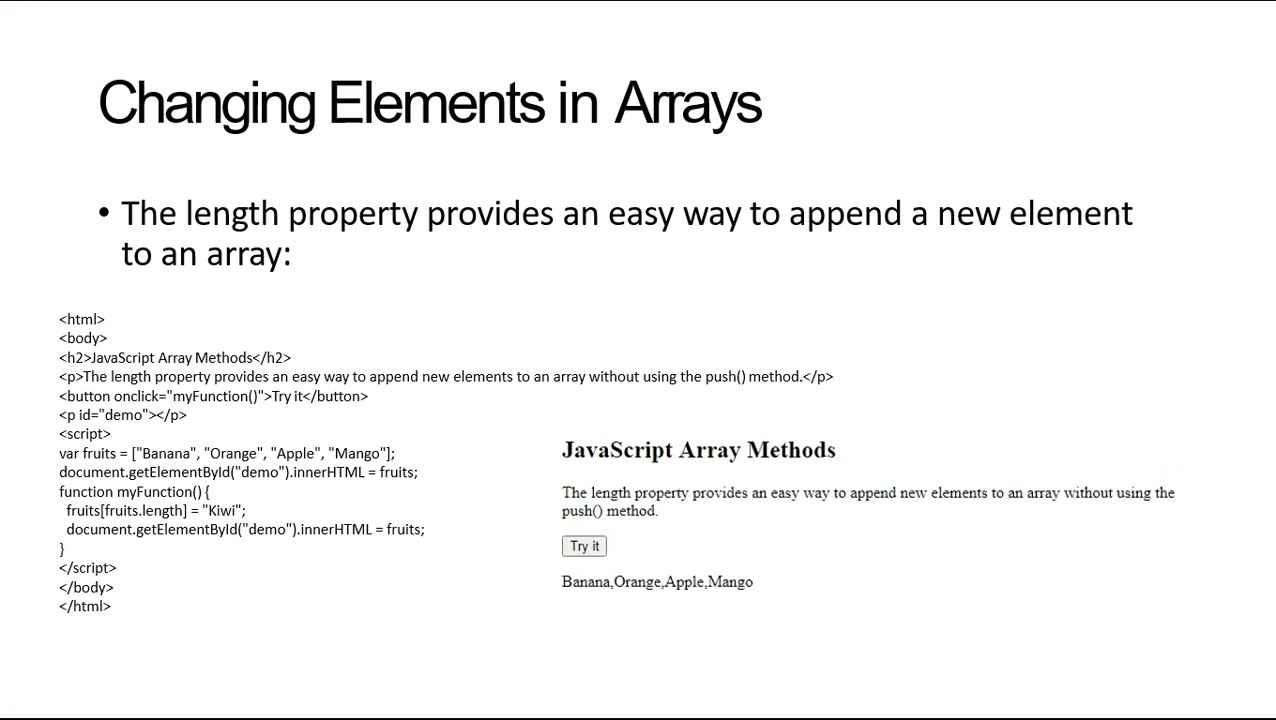 Changing Elements in Arrays
• The length property provides an easy way to append a new element
to an array:
<html>
<body>
<h2>JavaScript Array Methods</h2>
<p>The length property provides an easy way to append new elements to an array without using the push() method.</p>
<button onclick="myFunction()">Try it</button>
<p id="demo"></p>
<script>
var fruits = ["Banana", "Orange", "Apple", "Mango"];
document.getElementById("demo").innerHTML = fruits;
function myFunction() {
  fruits[fruits.length] = "Kiwi";
  document.getElementById("demo").innerHTML = fruits;
}
</script>
</body>
</html>
JavaScript Array Methods
The length property provides an easy way to append new elements to an array without using the
push() method.
Try it
Banana,Orange,Apple,Mango